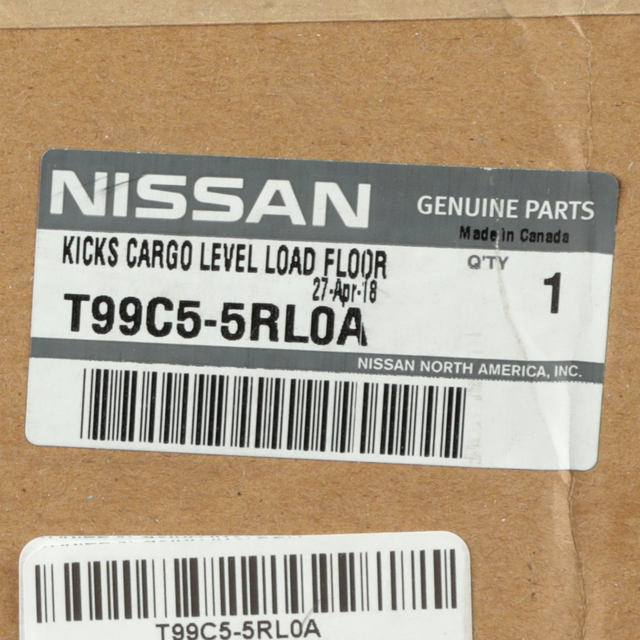 NISSAN
GENUINE PARTS
Made in Canada
KICKS CARGO LEVEL LOAD FLOOR
Q'TY
27-Apr-18
1
T99C5-5RL0A
NISSAN NORTH AMERICA, INC.
T99C5-5RL0A